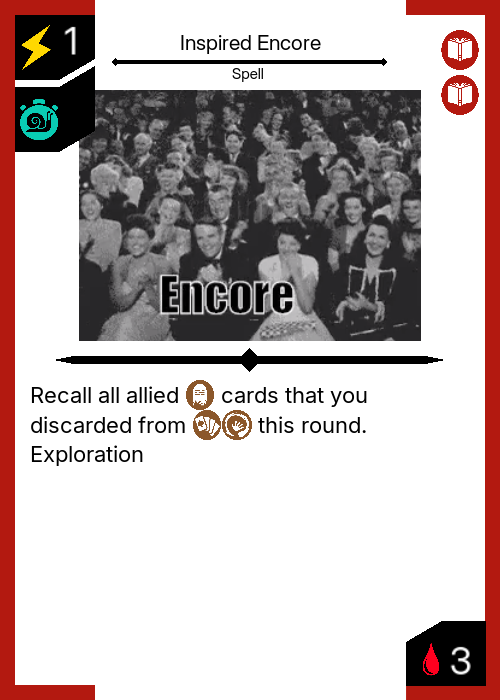 1
Inspired Encore
Spell
Encore
Recall all allied cards that you
discarded from this round.
Exploration
3